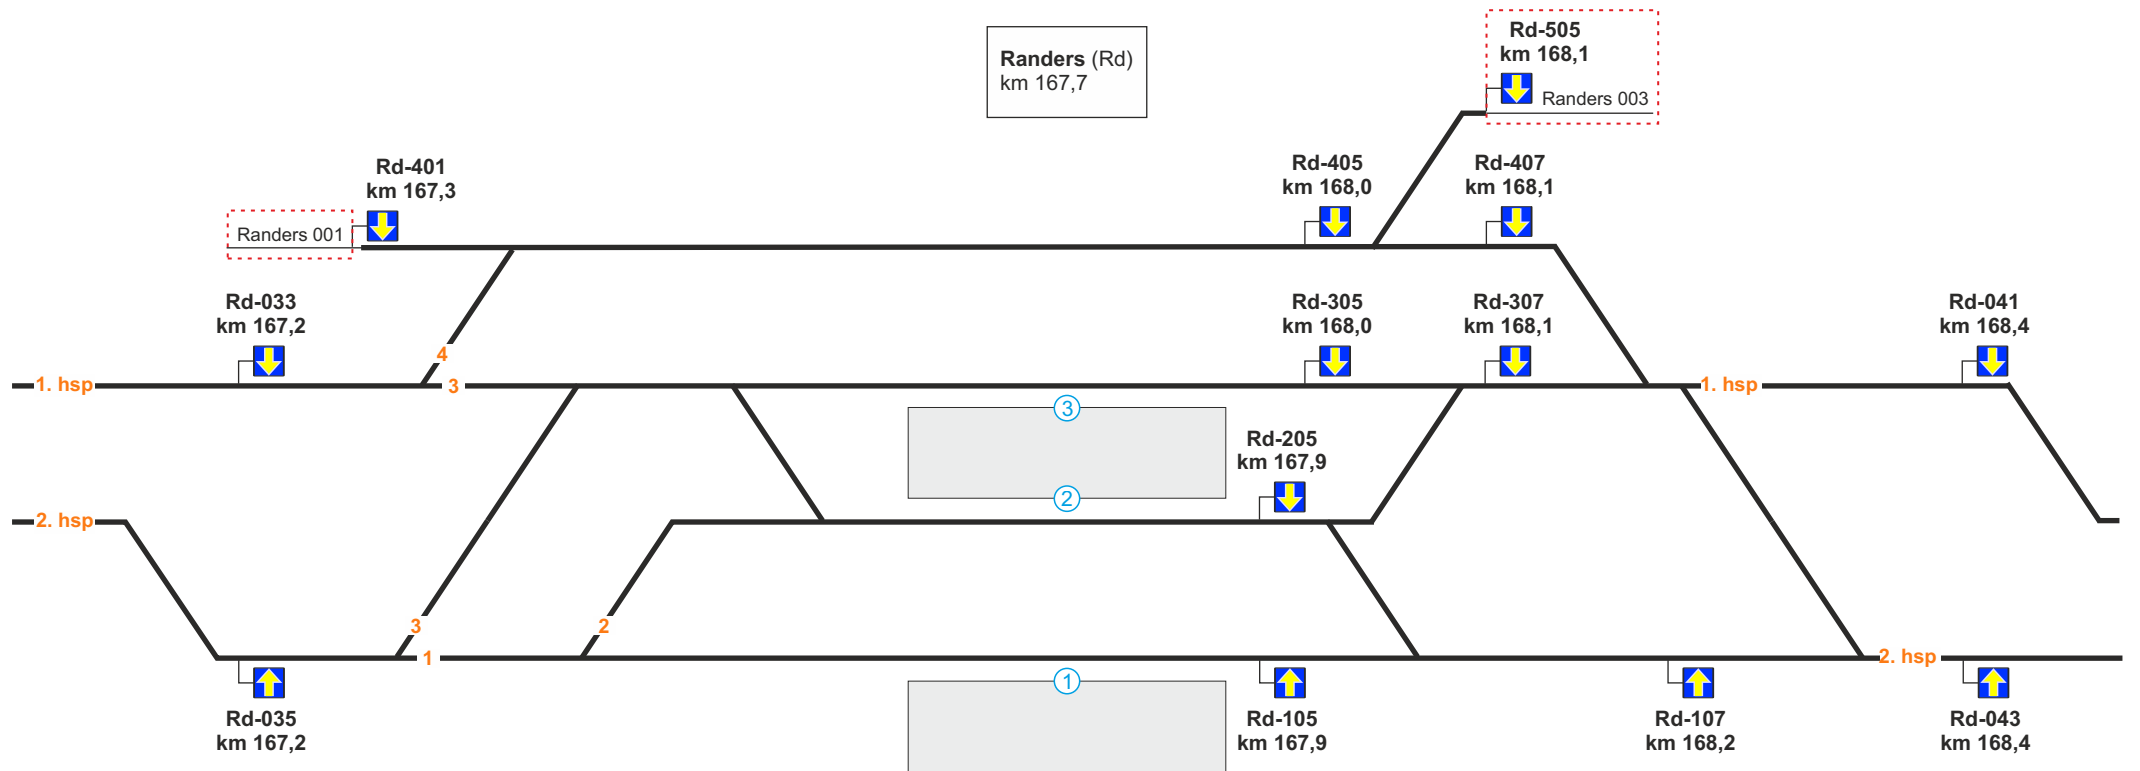 Rd-505
km 168,1
Randers (Rd)
km 167,7
Randers 003
Rd-401
km 167,3
Rd-405
km 168,0
Rd-407
km 168,1
Randers 001
Rd-033
km 167,2
Rd-305
km 168,0
Rd-307
km 168,1
Rd-041
km 168,4
4
1. hsp
3
1. hsp
3
Rd-205
km 167,9
2
2. hsp
3
2
1
2. hsp
1
Rd-035
km 167,2
Rd-105
km 167,9
Rd-107
km 168,2
Rd-043
km 168,4